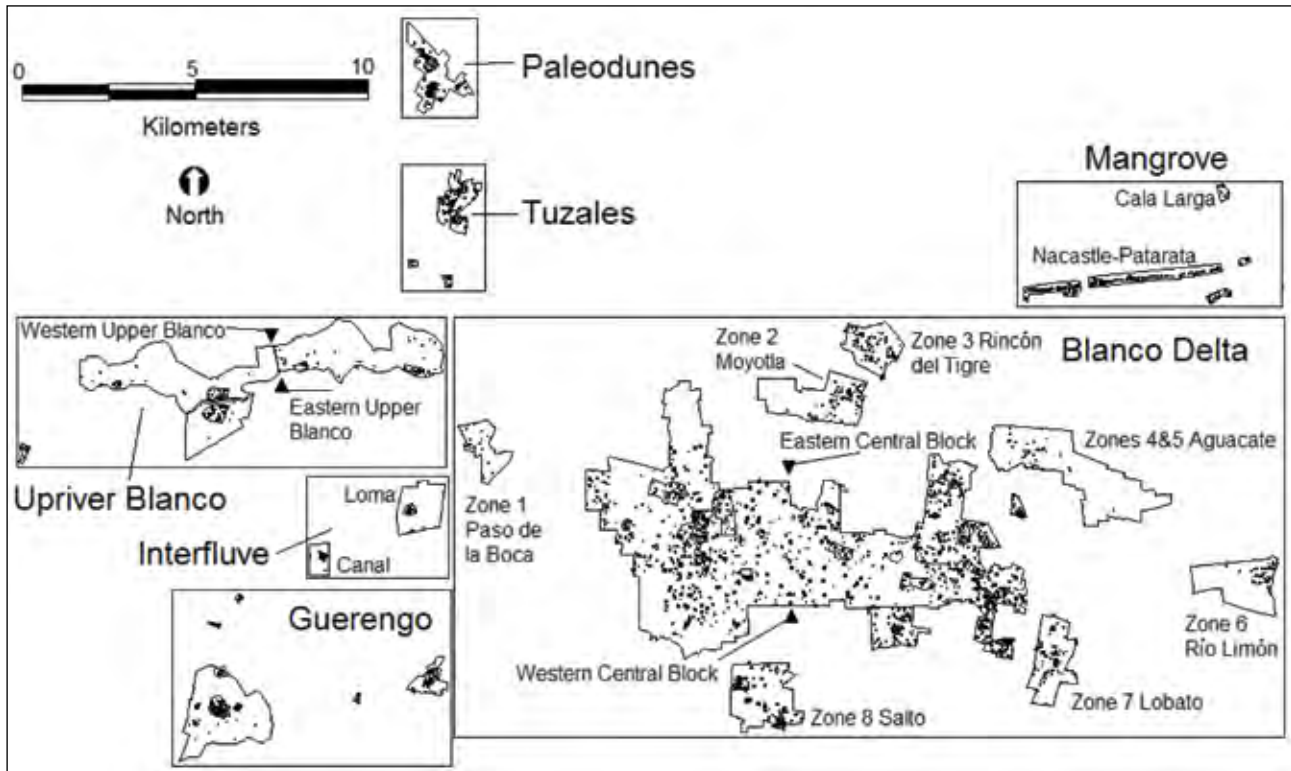 0 5 10
Kilometers
North
Paleodunes
Tuzales
Mangrove
Cala Larga
Nacastle-Patarata
Western Upper Blanco
Eastern Upper
Blanco
Upriver Blanco
Loma
Interfluve
Canal
Guerengo
Blanco Delta
Zone 1
Paso de
la Boca
Zone 2
Moyotla
Zone 3 Rincón
del Tigre
Eastern Central Block
Zones 4&5 Aguacate
Zone 6
Río Limón
Western Central Block
Zone 7 Lobato
Zone 8 Salto